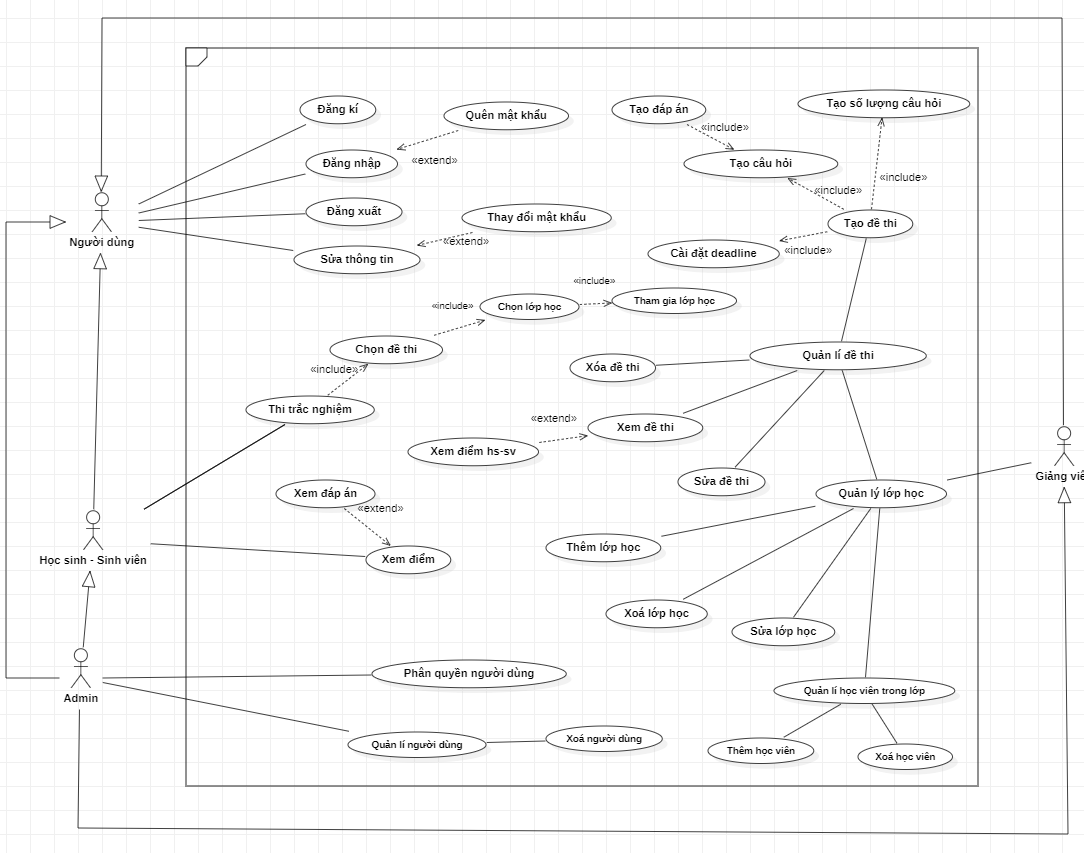 Đăng kí
Quên mật khẩu
Tạo đáp án
Tạo số lượng câu hỏi
«include»
Đăng nhập
«extend»
Tạo câu hỏi
«include»
«include»
Đăng xuất
Thay đổi mật khẩu
Tạo đề thi
Người dùng
«extend»
Sửa thông tin
Cài đặt deadline
«include»
«include»
«include»
Chọn lớp học
Tham gia lớp học
Chọn đề thi
Quản lí đề thi
«include»
Xóa đề thi
Thi trắc nghiệm
«extend»
Xem đề thi
Xem điểm hs-sv
Giảng viê
Sửa đề thi
Xem đáp án
Quản lý lớp học
«extend»
Học sinh - Sinh viên
Xem điểm
Thêm lớp học
Xoá lớp học
Sửa lớp học
Phân quyền người dùng
Admin
Quản lí học viên trong lớp
Quản lí người dùng
Xoá người dùng
Thêm học viên
Xoá học viên